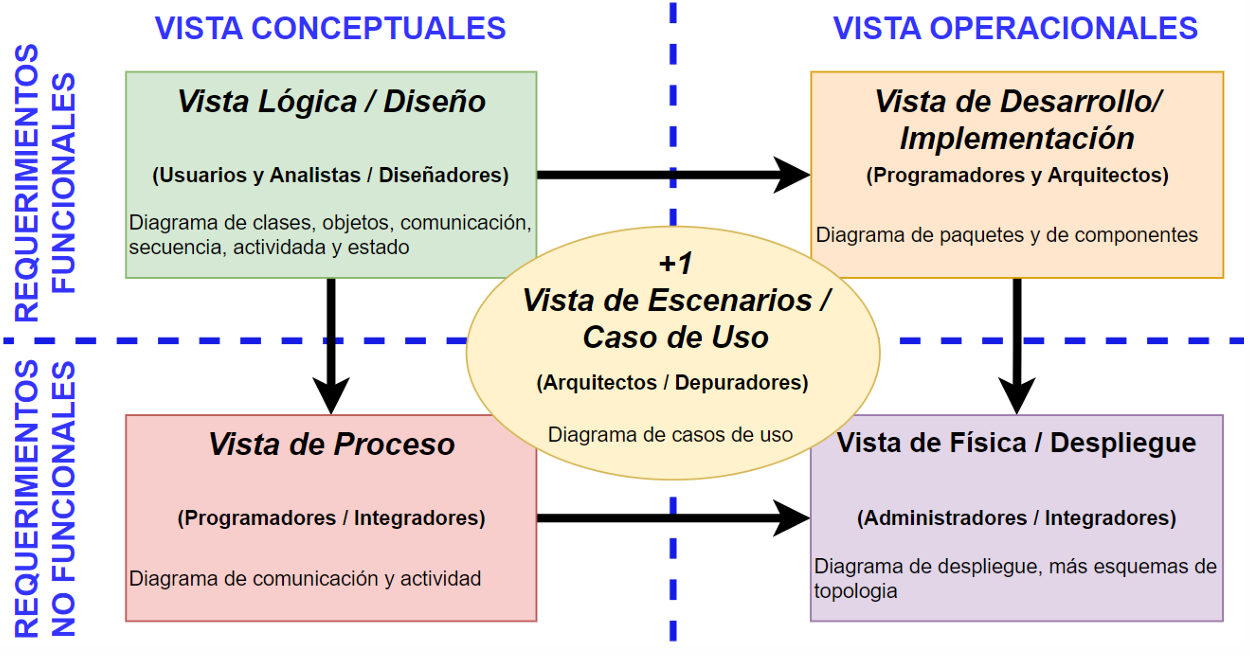 VISTA CONCEPTUALES
VISTA OPERACIONALES
REQUERIMIENTOS
FUNCIONALES
Vista Lógica / Diseño
(Usuarios y Analistas / Diseñadores)
Diagrama de clases, objetos, comunicación,
secuencia, actividada y estado
Vista de Desarrollo/
Implementación
(Programadores y Arquitectos)
Diagrama de paquetes y de componentes
+1
Vista de Escenarios /
Caso de Uso
(Arquitectos / Depuradores)
Diagrama de casos de uso
REQUERIMIENTOS
NO FUNCIONALES
Vista de Proceso
(Programadores / Integradores)
Diagrama de comunicación y actividad
Vista de Física / Despliegue
(Administradores / Integradores)
Diagrama de despliegue, más esquemas de
topologia